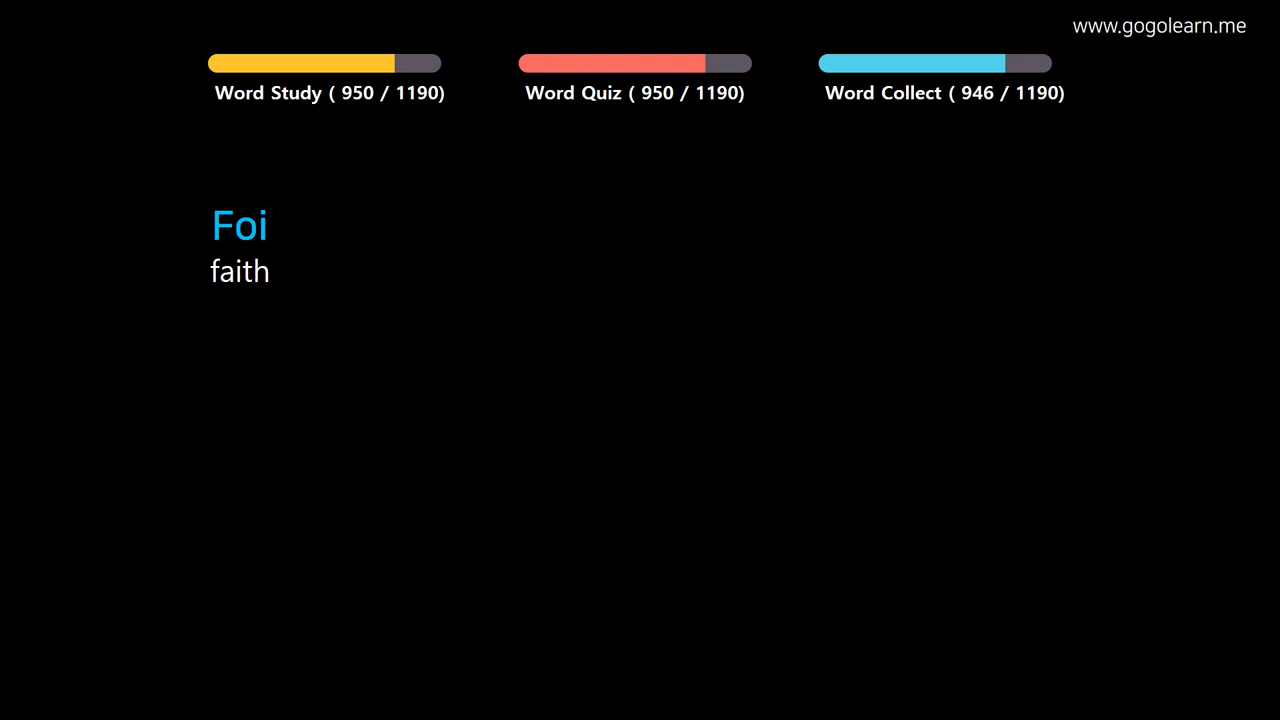 www.gogolearn.me
Word Study ( 950 / 1190)
Word Quiz ( 950 / 1190)
Word Collect ( 946 / 1190)
Foi
faith